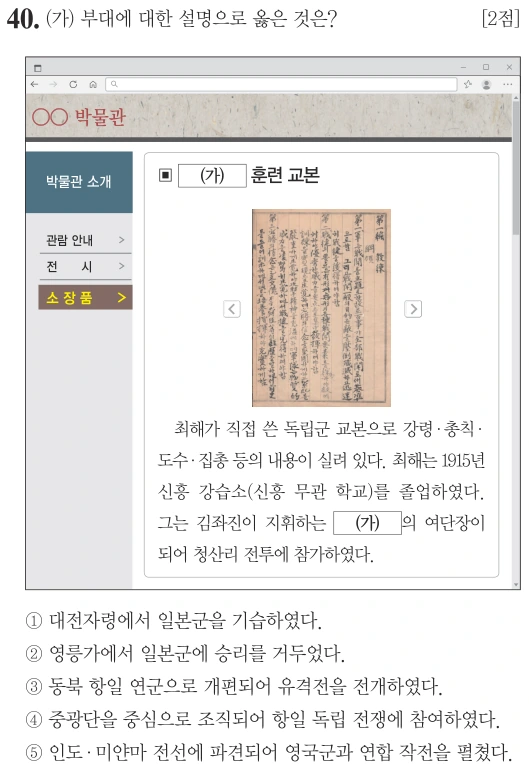 40. (가) 부대에 대한 설명으로 옳은 것은? [2점]
○○ 박물관
박물관 소개
관람 안내 >
전 시 >
소장품 >
▣ (가) 훈련 교본
최해가 직접 쓴 독립군 교본으로 강령·총칙·
도수·집총 등의 내용이 실려 있다. 최해는 1915년
신흥 강습소(신흥 무관 학교)를 졸업하였다.
그는 김좌진이 지휘하는 (가) 의 여단장이
되어 청산리 전투에 참가하였다.
① 대전자령에서 일본군을 기습하였다.
② 영릉가에서 일본군에 승리를 거두었다.
③ 동북 항일 연군으로 개편되어 유격전을 전개하였다.
④ 중광단을 중심으로 조직되어 항일 독립 전쟁에 참여하였다.
⑤ 인도·미얀마 전선에 파견되어 영국군과 연합 작전을 펼쳤다.